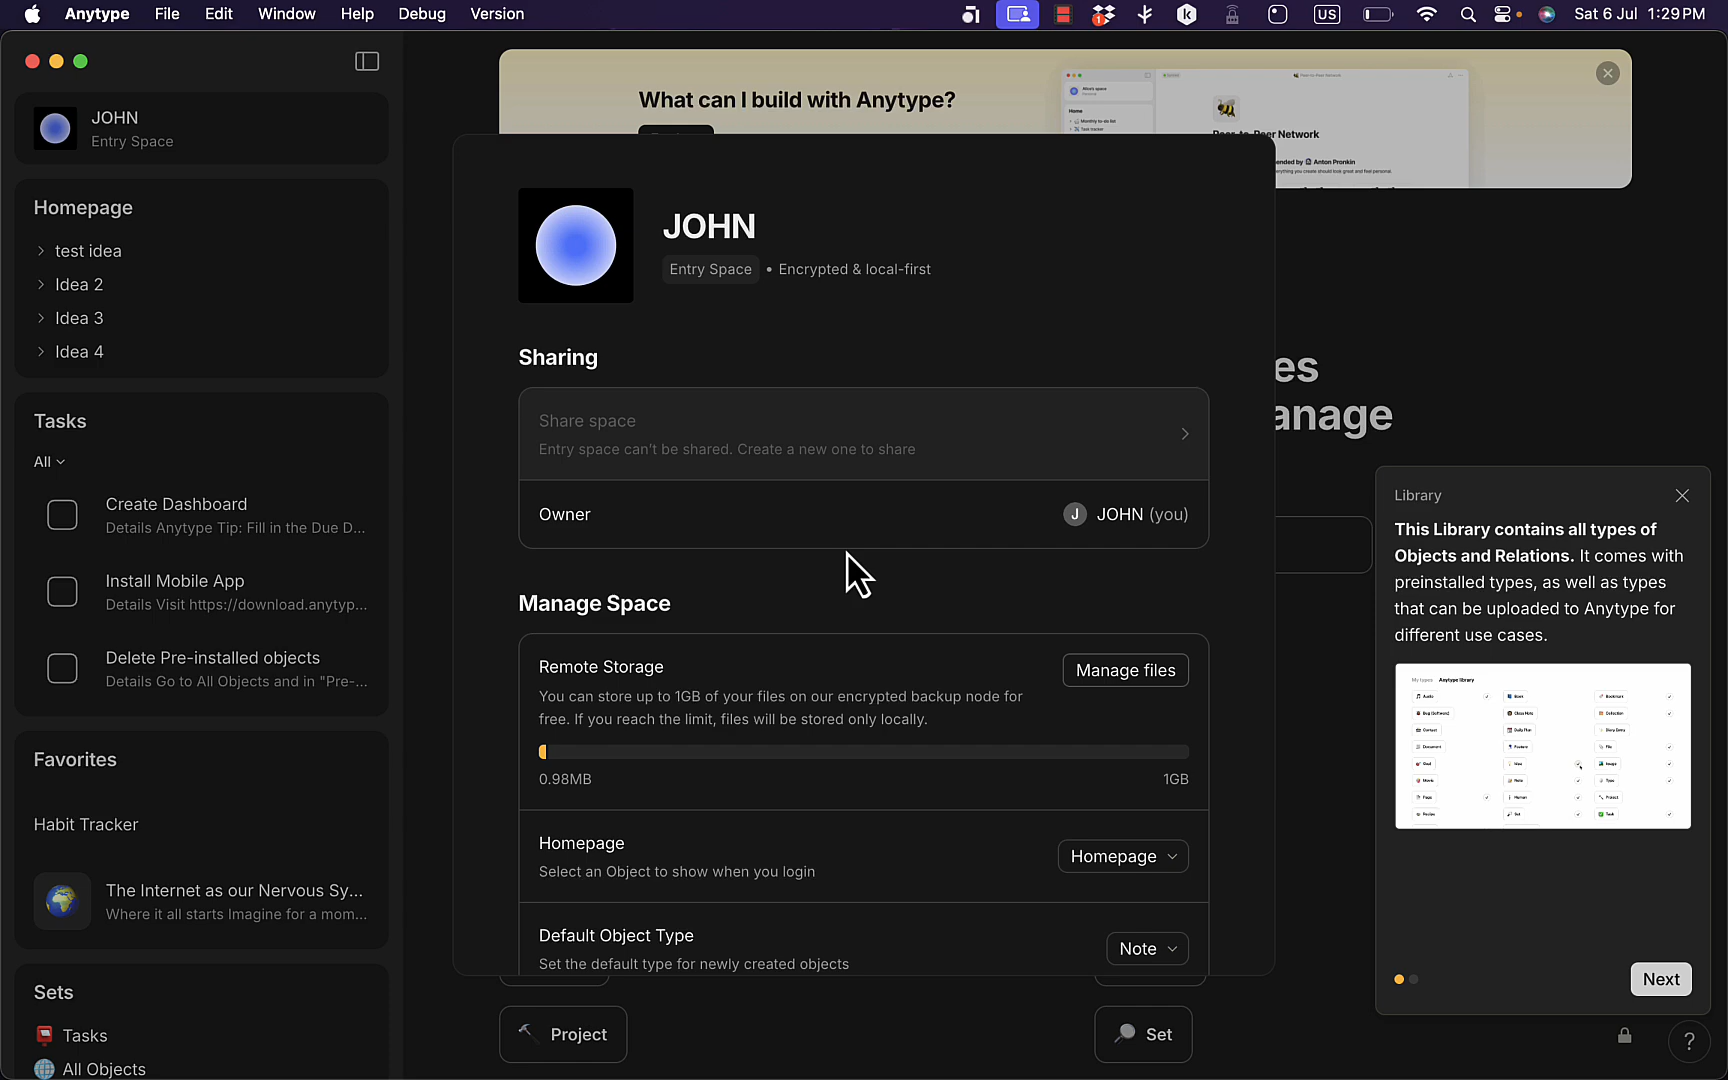 Anytype File Edit Window Help Debug Version
US
Sat 6 Jul 1:29 PM
JOHN
Entry Space
Homepage
test idea
Idea 2
Idea 3
Idea 4
Tasks
All
Create Dashboard
Details Anytype Tip: Fill in the Due D...
Install Mobile App
Details Visit https://download.anytyp...
Delete Pre-installed objects
Details Go to All Objects and in "Pre-...
Favorites
Habit Tracker
The Internet as our Nervous Sy...
Where it all starts Imagine for a mom...
Sets
Tasks
All Objects
What can I build with Anytype?
Peer-to-Peer Network
JOHN
Entry Space • Encrypted & local-first
Sharing
Share space
Entry space can't be shared. Create a new one to share
Owner
J JOHN (you)
Manage Space
Remote Storage
Manage files
You can store up to 1GB of your files on our encrypted backup node for
free. If you reach the limit, files will be stored only locally.
0.98MB
1GB
Homepage
Select an Object to show when you login
Homepage
Default Object Type
Set the default type for newly created objects
Note
Project
Set
es
anage
Library
This Library contains all types of
Objects and Relations. It comes with
preinstalled types, as well as types
that can be uploaded to Anytype for
different use cases.
My types Anytype library
Next
?